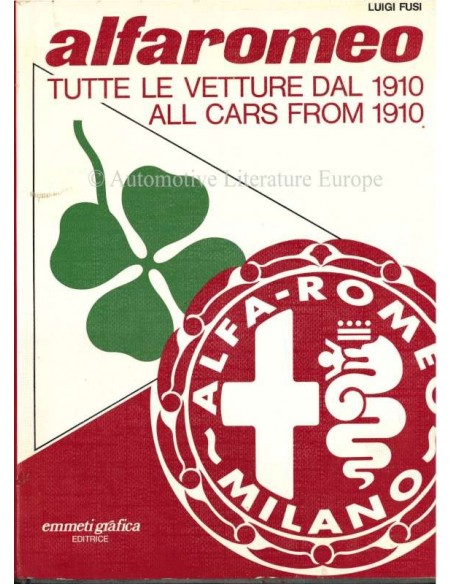 LUIGI FUSI
alfaromeo
TUTTE LE VETTURE DAL 1910
ALL CARS FROM 1910
© Automotive Literature Europe
ALFA-ROMEO
MILANO
emmeti gráfica
EDITRICE